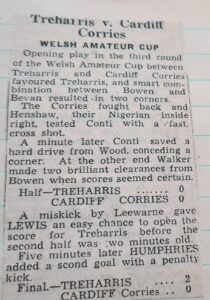 Treharris v. Cardiff
Corries
WELSH AMATEUR CUP
Opening play in the third round
of the Welsh Amateur Cup between
Treharris and Cardiff Corries
favoured Treharris, and smart com-
bination between Bowen and
Bevan resulted in two corners.
The Corries fought back and
Henshaw, their Nigerian inside
right, tested Conti with a fast
cross shot.
A minute later Conti saved a
hard drive from Wood, conceding a
corner. At the other end Walker
made two brilliant clearances from
Bowen when scores seemed certain.
Half—TREHARRIS ....... 0
CARDIFF CORRIES 0
A miskick by Leewarne gave
LEWIS an easy chance to open the
score for Treharris before the
second half was two minutes old.
Five minutes later HUMPHRIES
added a scond goal with a penalty
kick.
Final.—TREHARRIS .... 2
CARDIFF CORRIES 0